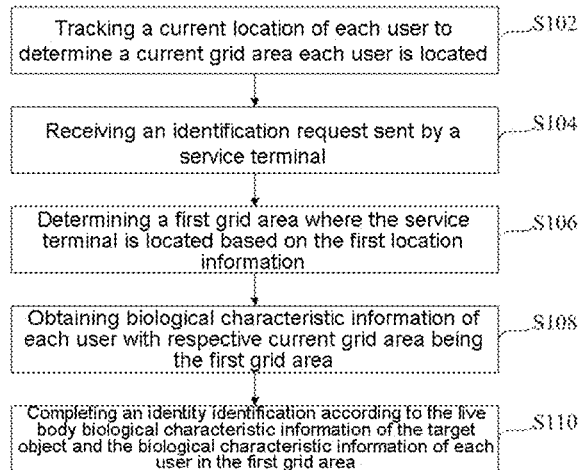 Tracking a current location of each user to
determine a current grid area each user is located
S102
Receiving an identification request sent by a
service terminal
S104
Determining a first grid area where the service
terminal is located based on the first location
information
S106
Obtaining biological characteristic information of
each user with respective current grid area being
the first grid area
S108
Completing an identity identification according to the live
body biological characteristic information of the target
object and the biological characteristic information of each
user in the first grid area
S110